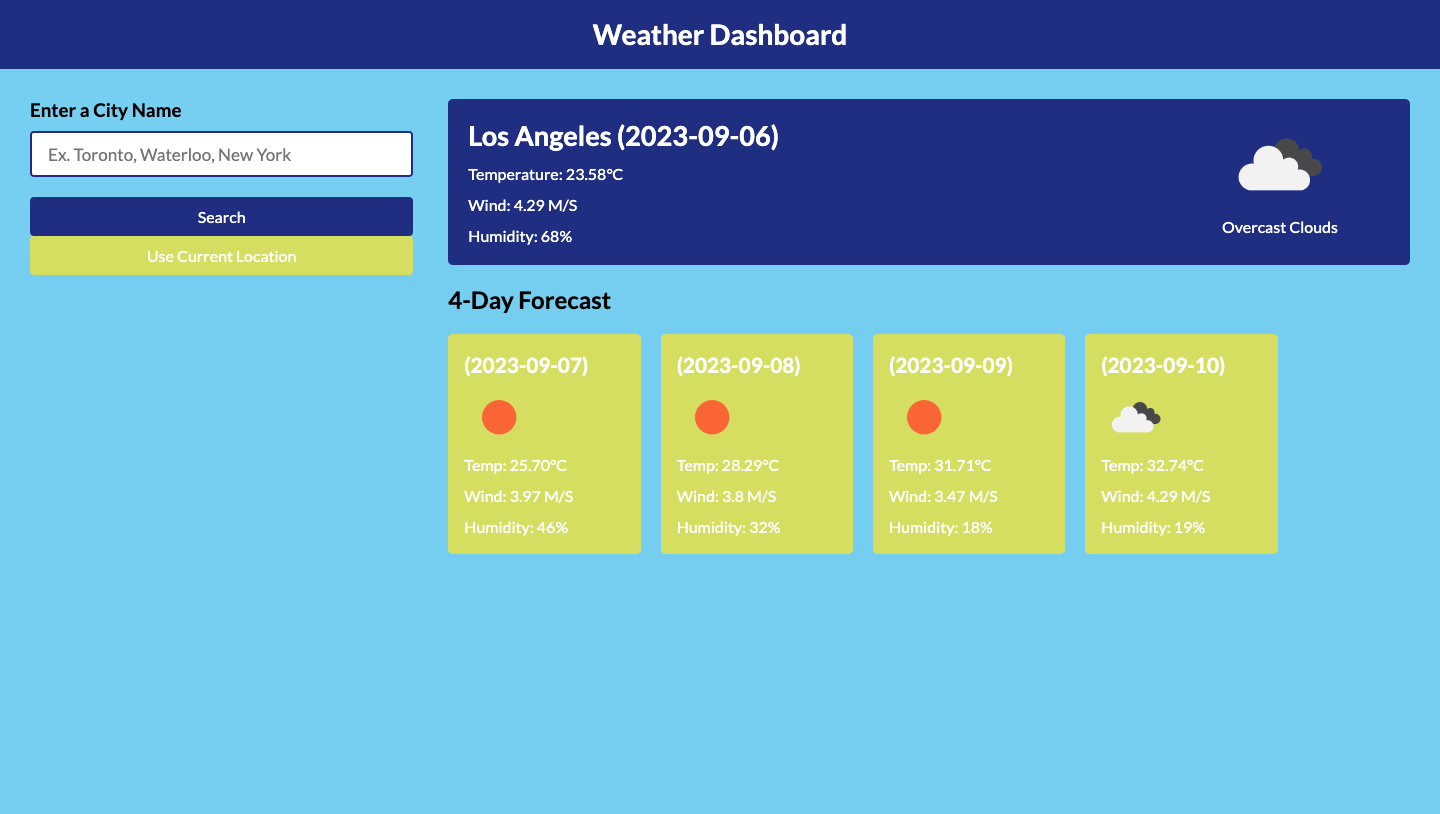 Weather Dashboard
Enter a City Name
Ex. Toronto, Waterloo, New York
Search
Use Current Location
Los Angeles (2023-09-06)
Temperature: 23.58°C
Wind: 4.29 M/S
Humidity: 68%
Overcast Clouds
4-Day Forecast
(2023-09-07)
Temp: 25.70°C
Wind: 3.97 M/S
Humidity: 46%
(2023-09-08)
Temp: 28.29°C
Wind: 3.8 M/S
Humidity: 32%
(2023-09-09)
Temp: 31.71°C
Wind: 3.47 M/S
Humidity: 18%
(2023-09-10)
Temp: 32.74°C
Wind: 4.29 M/S
Humidity: 19%